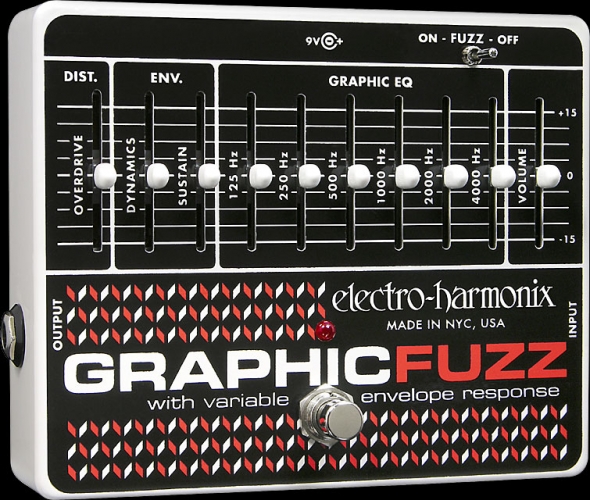 9V - +
ON - FUZZ - OFF
DIST.
ENV.
GRAPHIC EQ
OVERDRIVE
DYNAMICS
SUSTAIN
125 Hz
250 Hz
500 Hz
1000 Hz
2000 Hz
4000 Hz
VOLUME
+15
0
-15
OUTPUT
electro-harmonix
MADE IN NYC, USA
INPUT
GRAPHICFUZZ
with variable envelope response